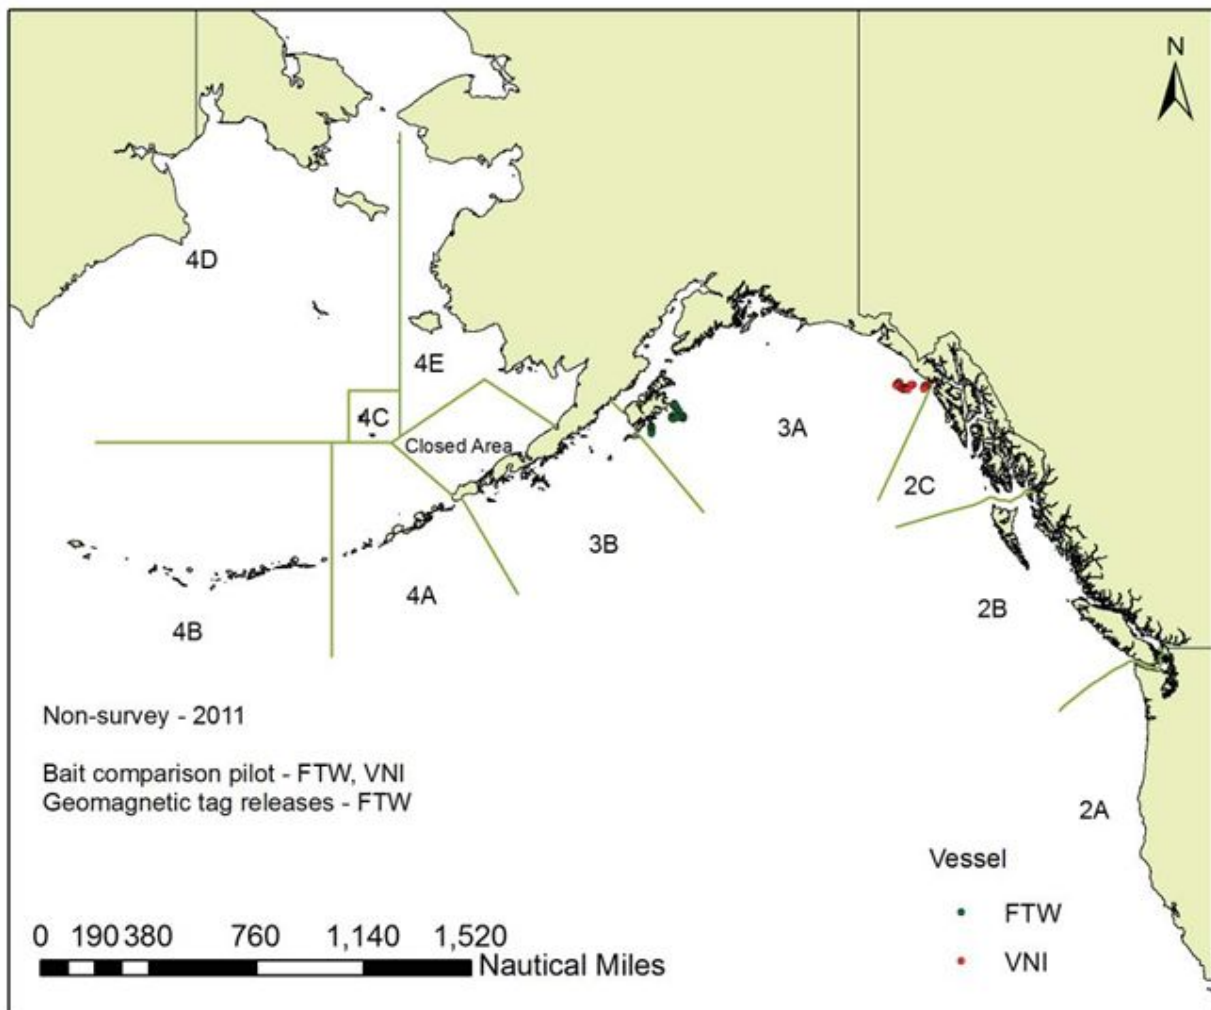 N
4D
4E
4C
Closed Area
3A
2C
3B
4A
4B
2B
2A
Non-survey - 2011
Bait comparison pilot - FTW, VNI
Geomagnetic tag releases - FTW
Vessel
FTW
VNI
0 190 380 760 1,140 1,520
Nautical Miles